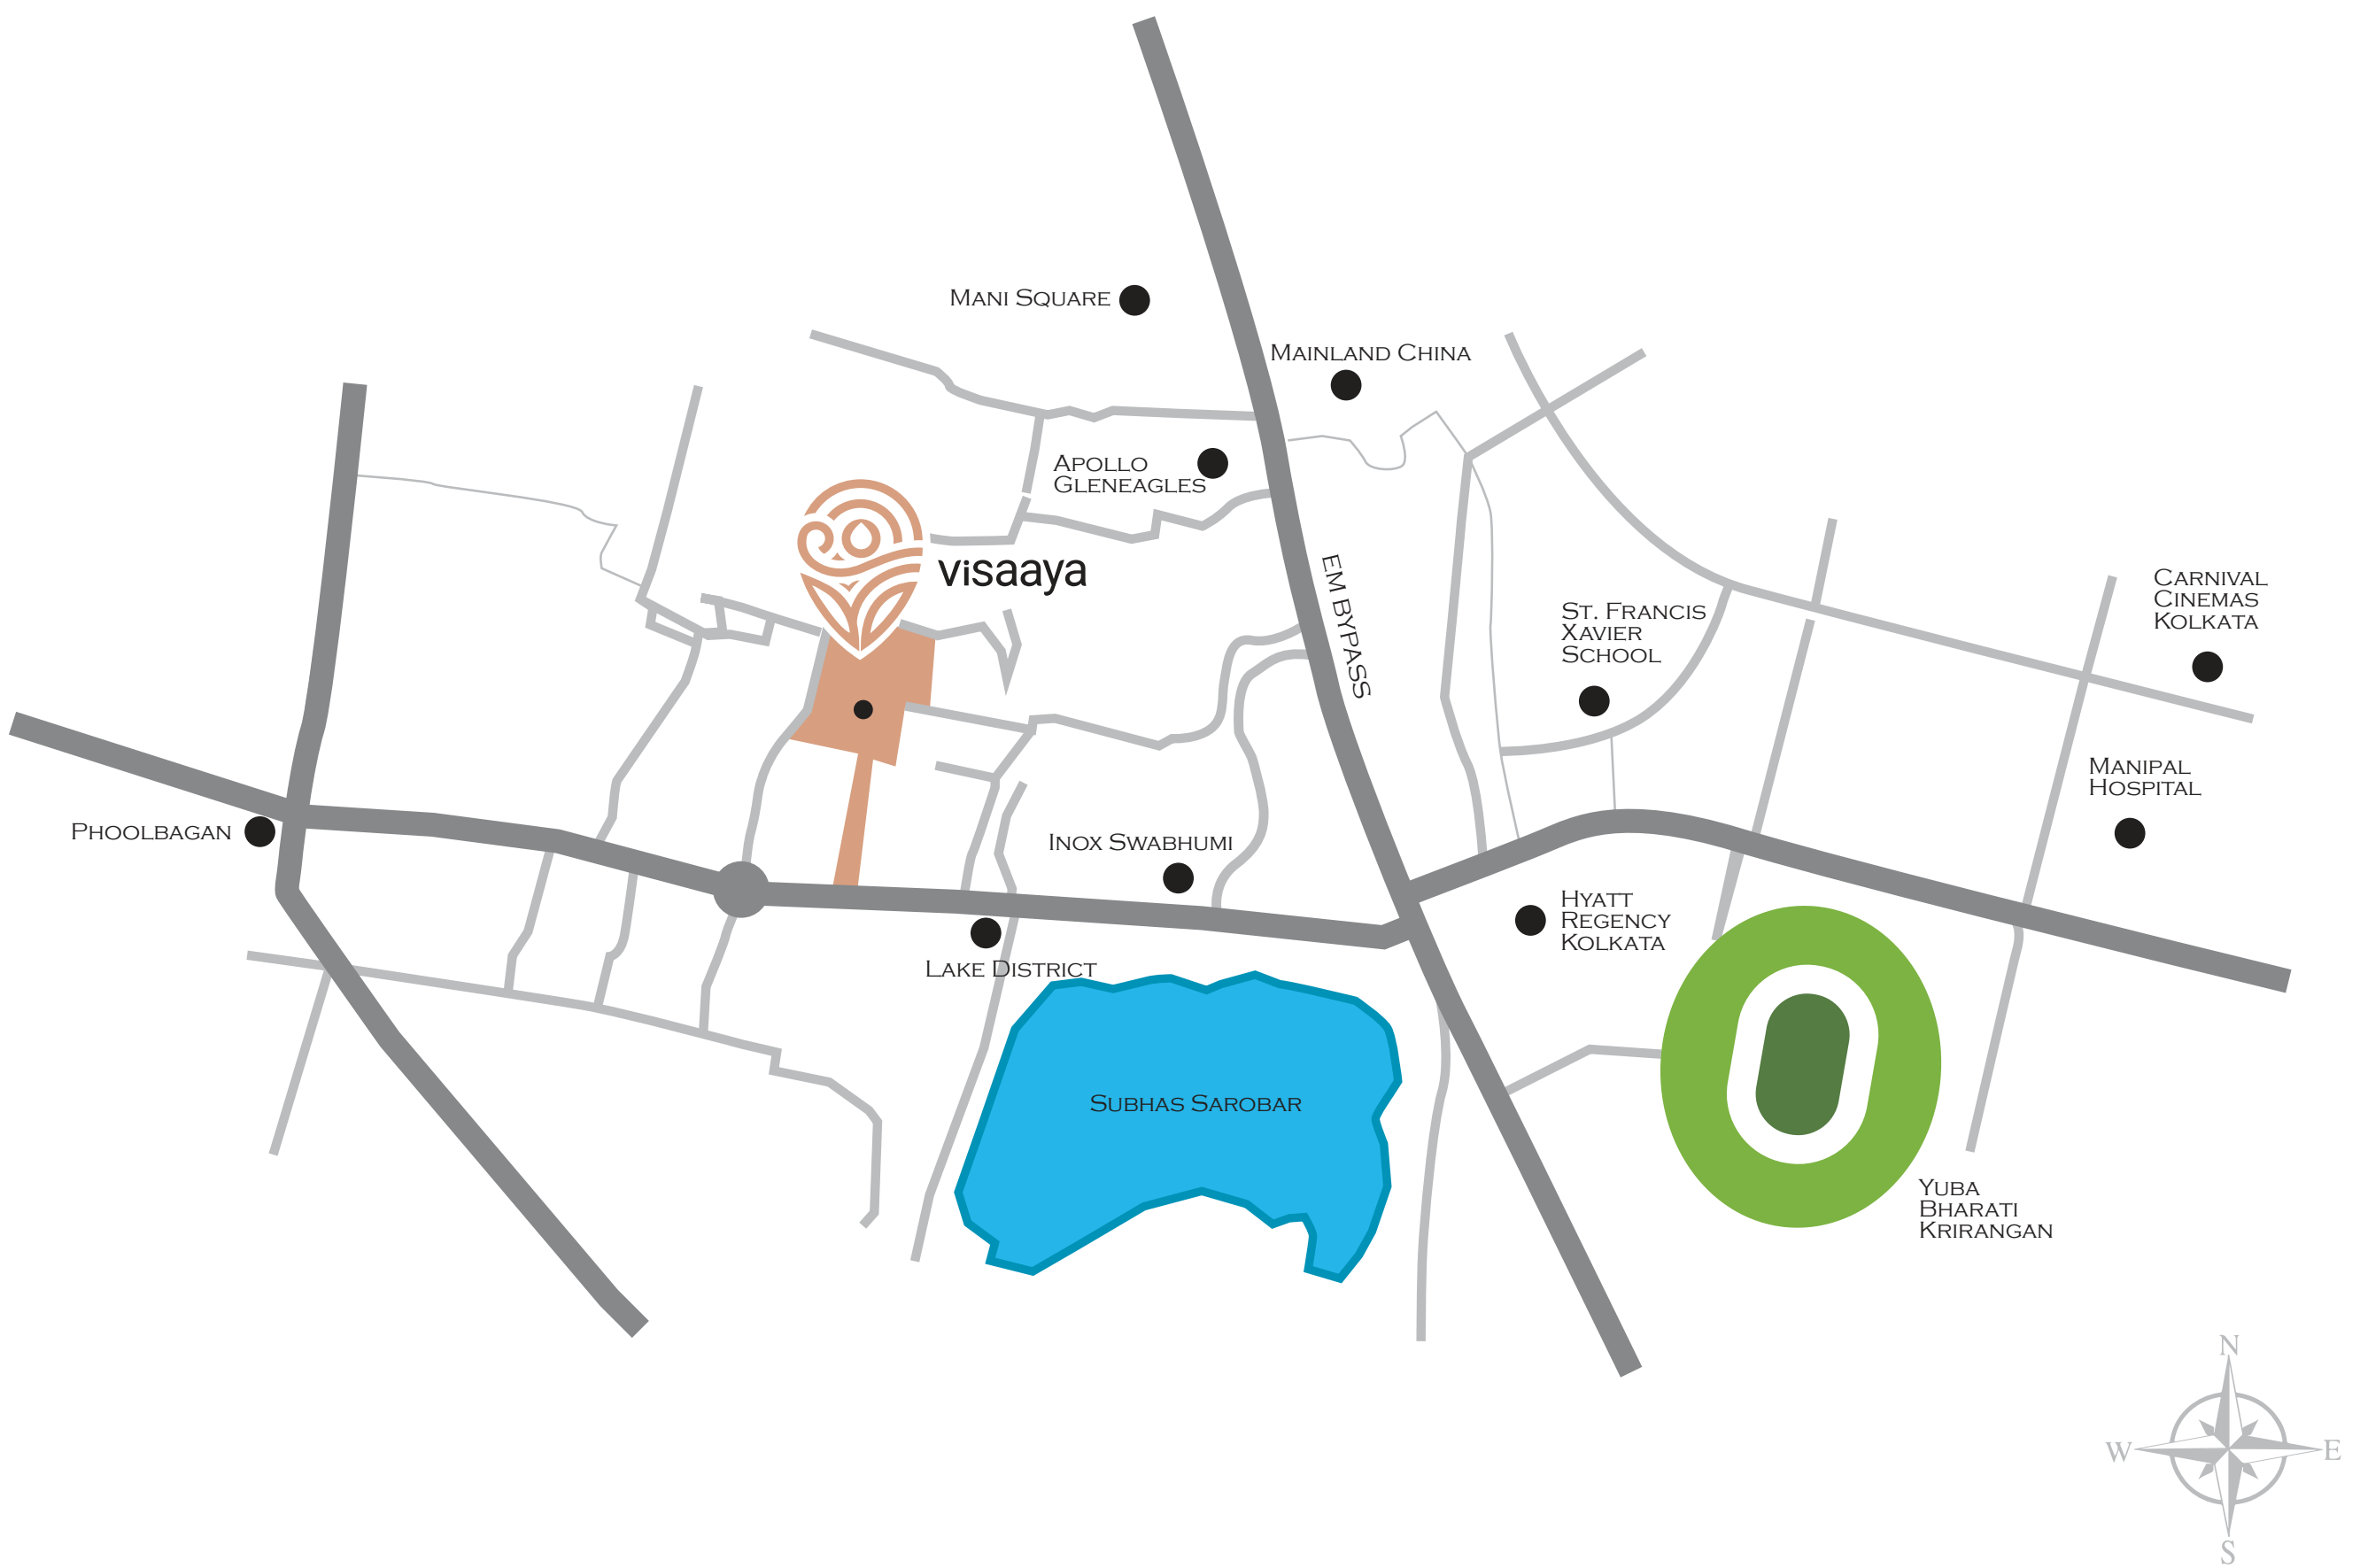 Mani Square
Mainland China
Apollo
Gleneagles
visaaya
EM BYPASS
St. Francis
Xavier
School
Carnival
Cinemas
Kolkata
Manipal
Hospital
Phoolbagan
Inox Swabhumi
Hyatt
Regency
Kolkata
Lake District
Subhas Sarobar
Yuba
Bharati
Krirangan
N
W
E
S